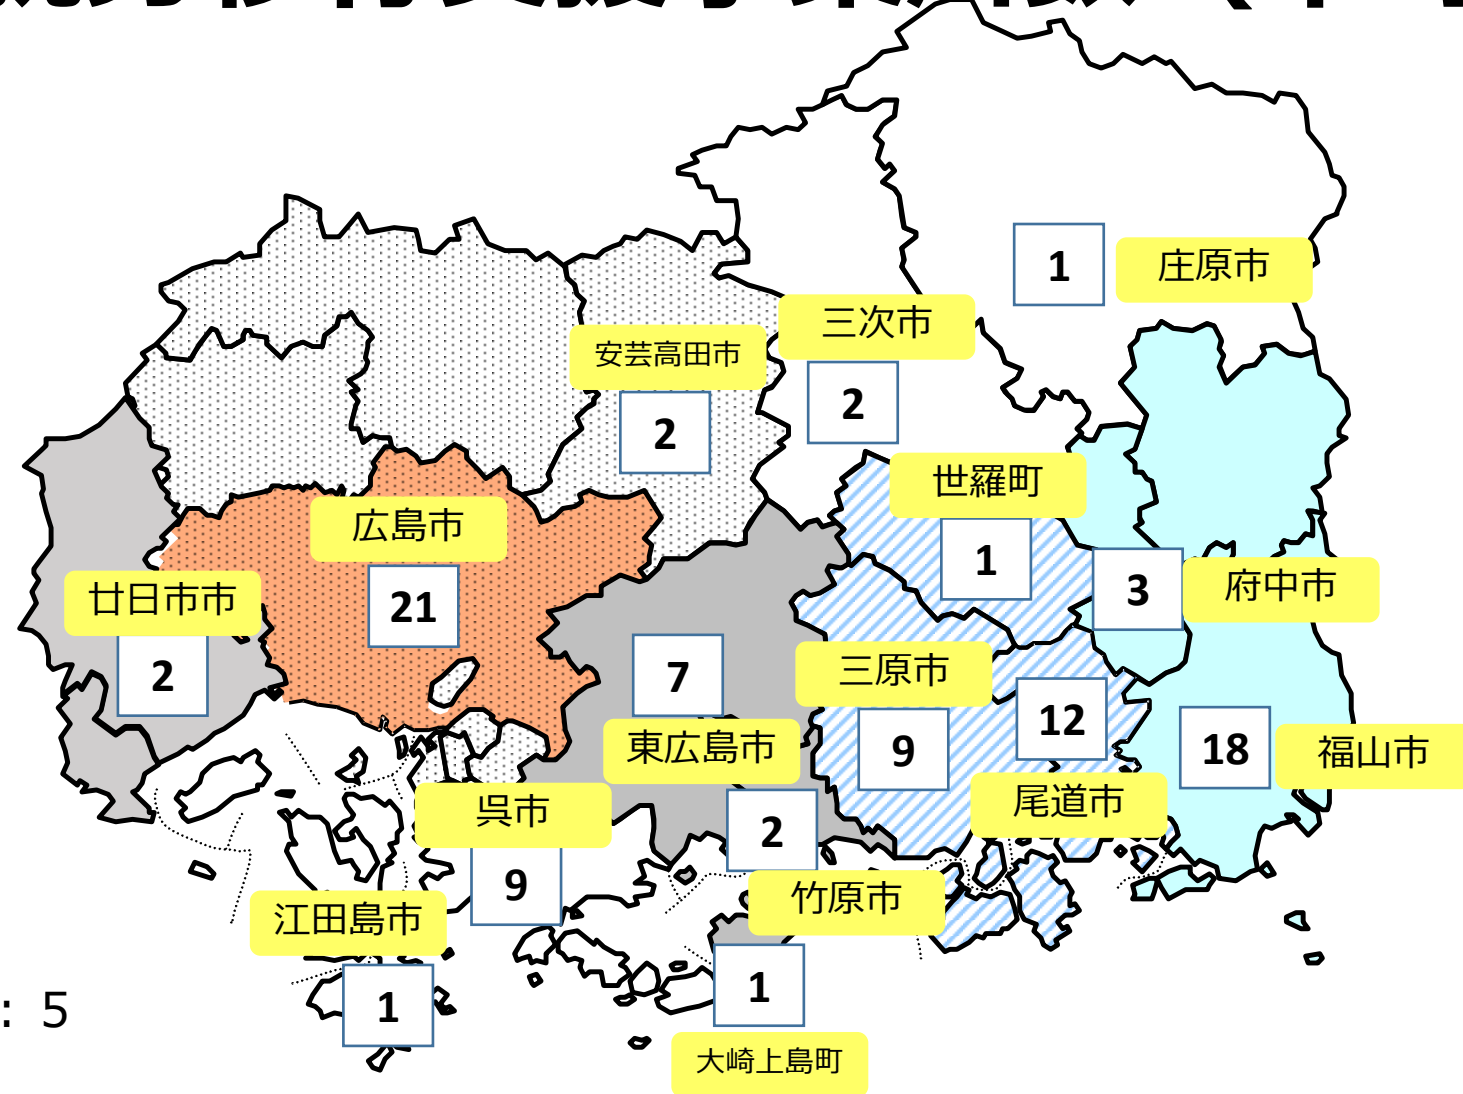 1
庄原市
三次市
2
安芸高田市
2
世羅町
1
広島市
21
3
府中市
廿日市市
2
7
東広島市
三原市
9
12
尾道市
18
福山市
呉市
9
2
竹原市
江田島市
1
1
大崎上島町
: 5